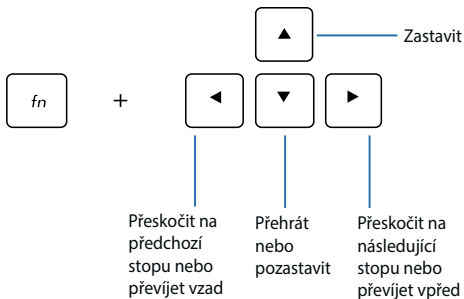 Zastavit
fn
+
Přeskočit na
předchozí
stopu nebo
převíjet vzad
Přehrát
nebo
pozastavit
Přeskočit na
následující
stopu nebo
převíjet vpřed